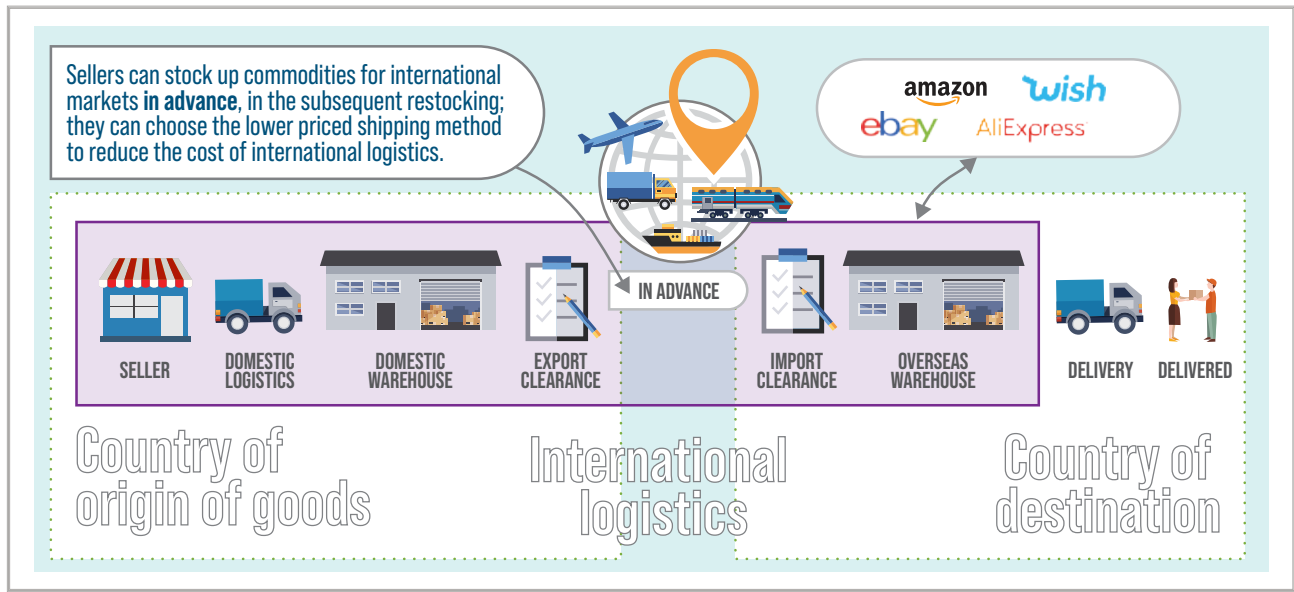 Sellers can stock up commodities for international
markets in advance, in the subsequent restocking;
they can choose the lower priced shipping method
to reduce the cost of international logistics.
amazon
wish
ebay
AliExpress
IN ADVANCE
SELLER
DOMESTIC
LOGISTICS
DOMESTIC
WAREHOUSE
EXPORT
CLEARANCE
IMPORT
CLEARANCE
OVERSEAS
WAREHOUSE
DELIVERY
DELIVERED
Country of
origin of goods
International
logistics
Country of
destination